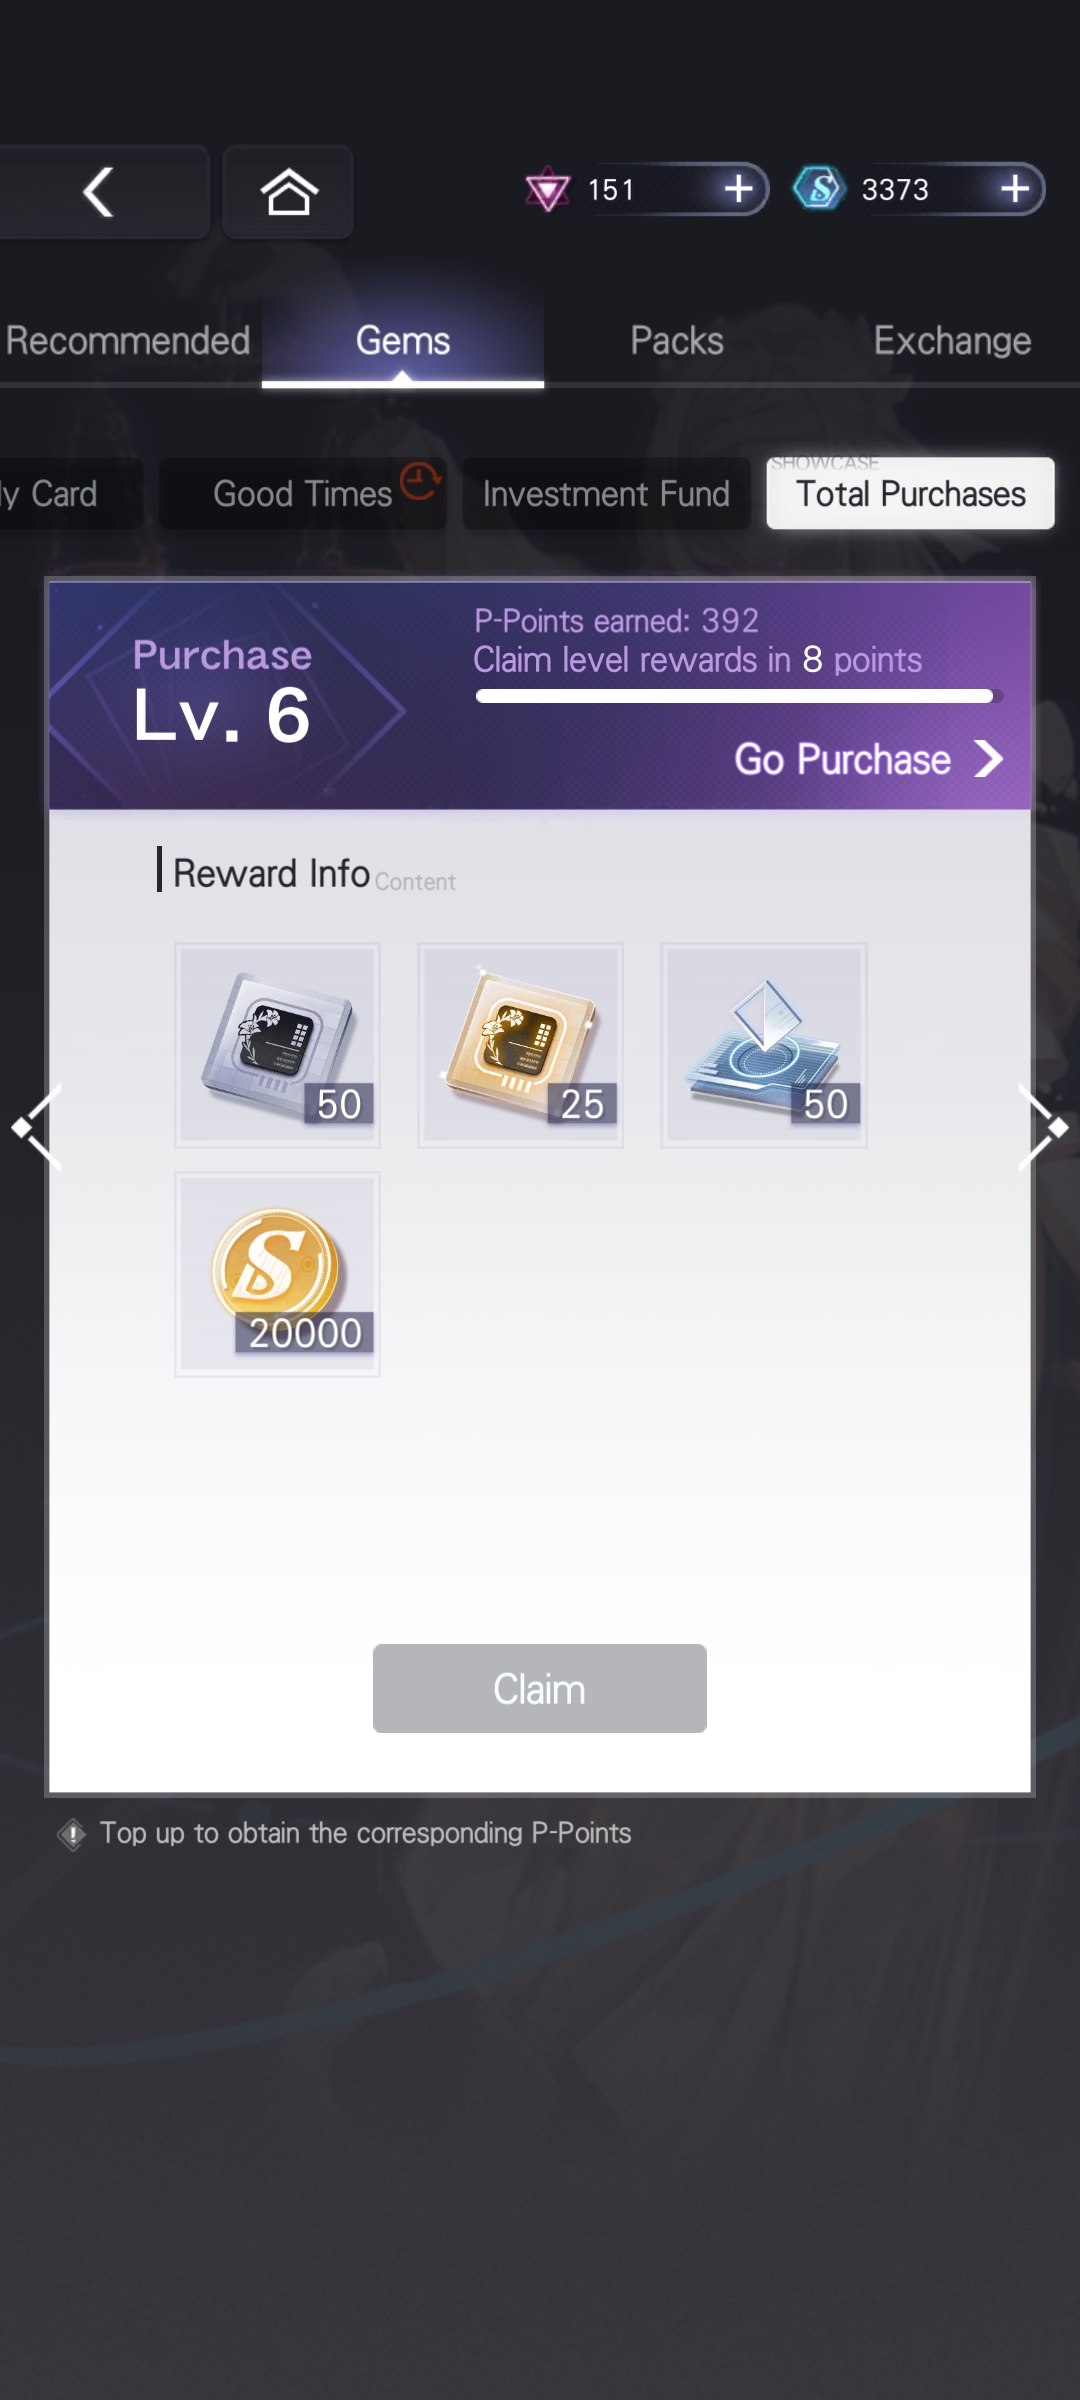 151
3373
Recommended
Gems
Packs
Exchange
ly Card
Good Times
Investment Fund
SHOWCASE
Total Purchases
Purchase
Lv. 6
P-Points earned: 392
Claim level rewards in 8 points
Go Purchase
Reward Info Content
50
25
50
20000
Claim
Top up to obtain the corresponding P-Points